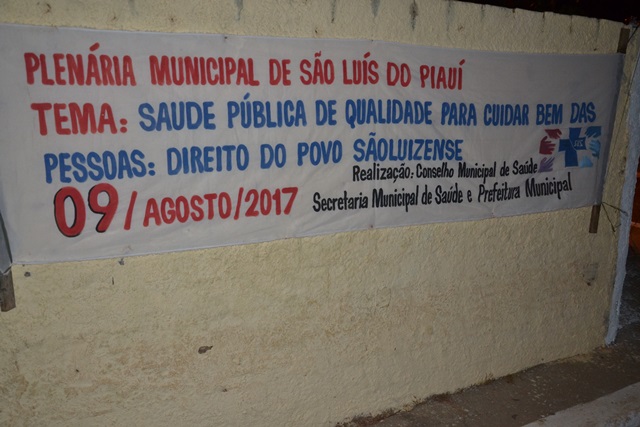 PLENÁRIA MUNICIPAL DE SÃO LUÍS DO PIAUÍ
TEMA: SAUDE PÚBLICA DE QUALIDADE PARA CUIDAR BEM DAS
PESSOAS: DIREITO DO POVO SÃOLUIZENSE
Realização: Conselho Municipal de Saúde
09/AGOSTO/2017 Secretaria Municipal de Saúde e Prefeitura Municipal